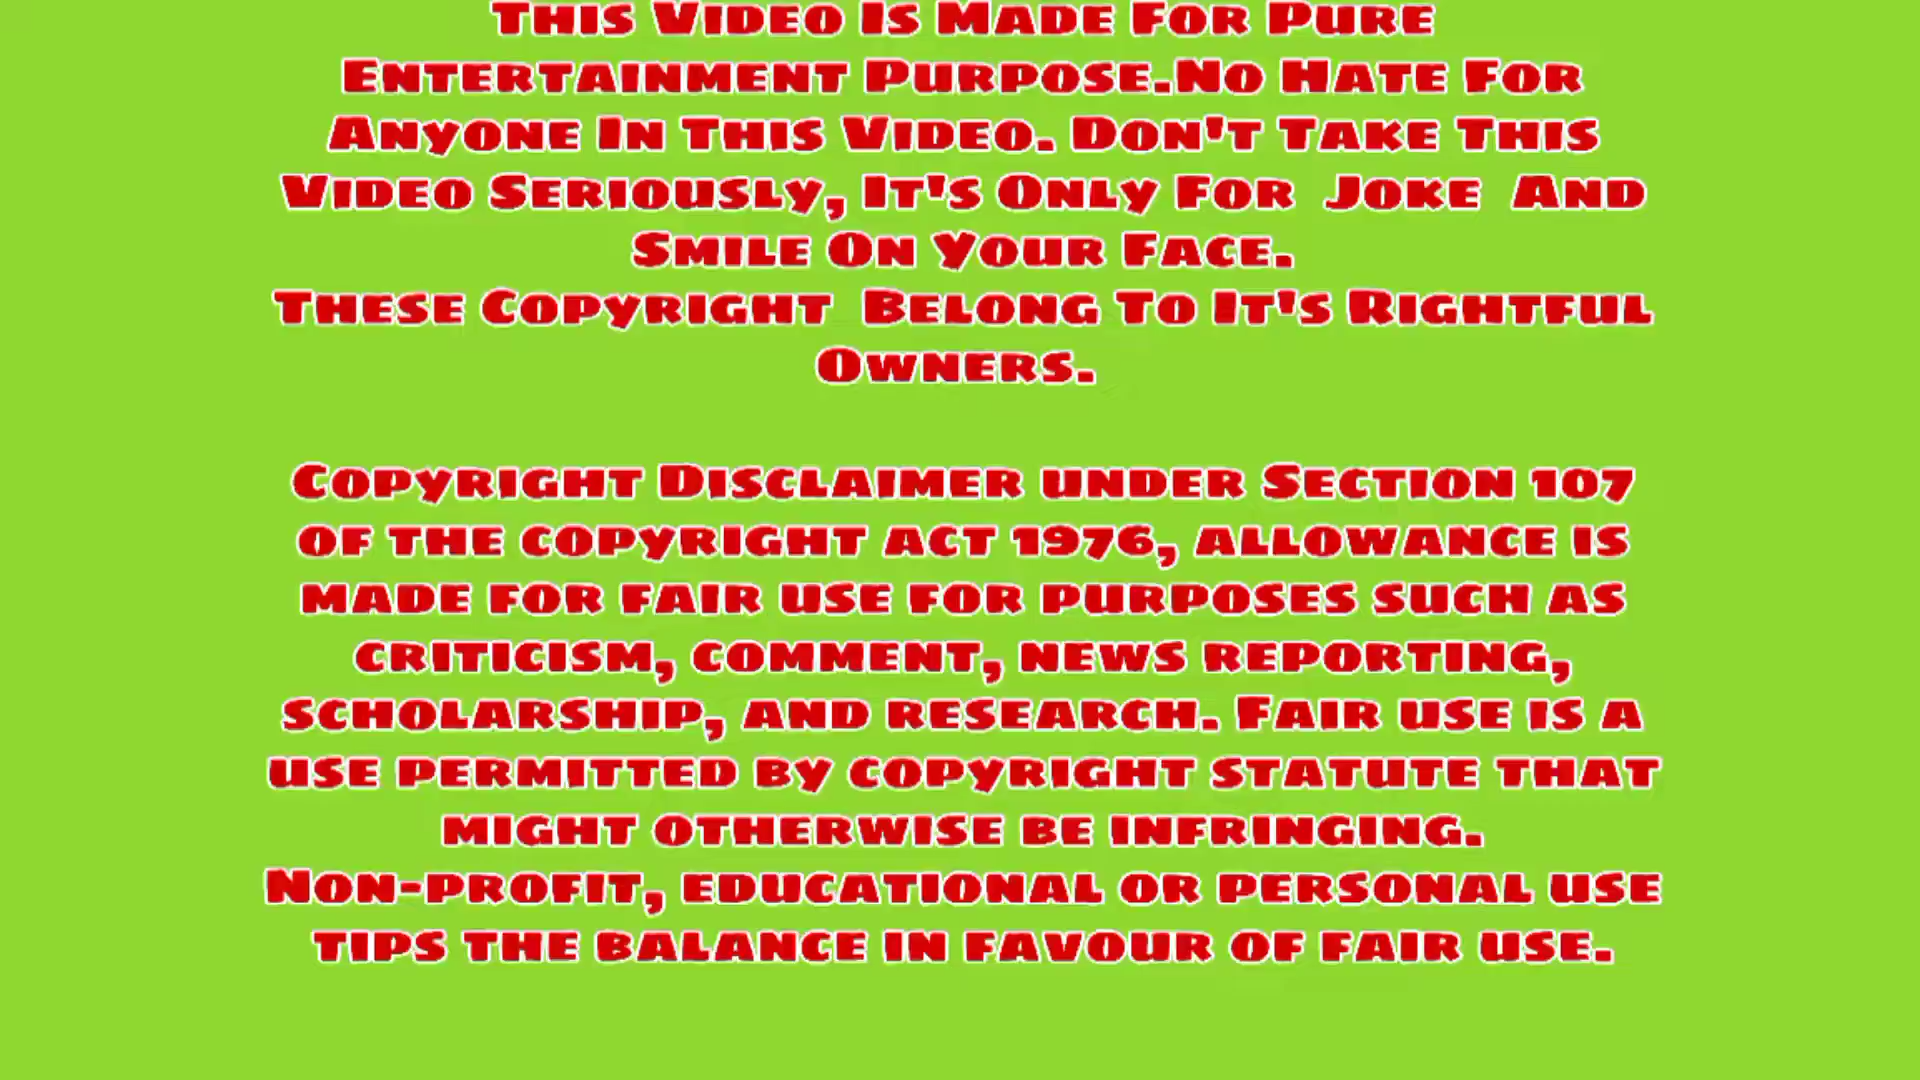 This Video Is Made For Pure
Entertainment Purpose.No Hate For
Anyone In This Video. Don't Take This
Video Seriously, It's Only For Joke And
Smile On Your Face.
These Copyright Belong To It's Rightful
Owners.
Copyright Disclaimer under Section 107
of the copyright act 1976, allowance is
made for fair use for purposes such as
criticism, comment, news reporting,
scholarship, and research. Fair use is a
use permitted by copyright statute that
might otherwise be infringing.
Non-profit, educational or personal use
tips the balance in favour of fair use.